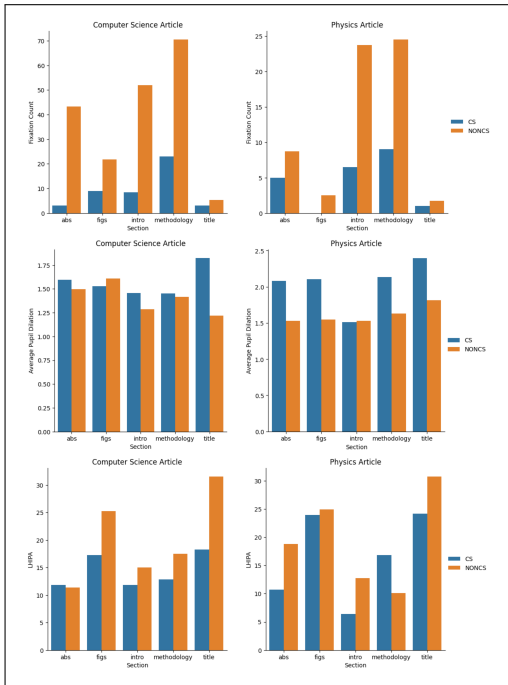 Computer Science Article
70
60
50
40
30
20
10
0
Fixation Count
abs figs intro methodology title
Section
Physics Article
25
20
15
10
5
0
Fixation Count
abs figs intro methodology title
Section
CS
NONCS
Computer Science Article
1.75
1.50
1.25
1.00
0.75
0.50
0.25
0.00
Average Pupil Dilation
abs figs intro methodology title
Section
Physics Article
2.5
2.0
1.5
1.0
0.5
0.0
Average Pupil Dilation
abs figs intro methodology title
Section
CS
NONCS
Computer Science Article
30
25
20
15
10
5
0
LHIPA
abs figs intro methodology title
Section
Physics Article
30
25
20
15
10
5
0
LHIPA
abs figs intro methodology title
Section
CS
NONCS